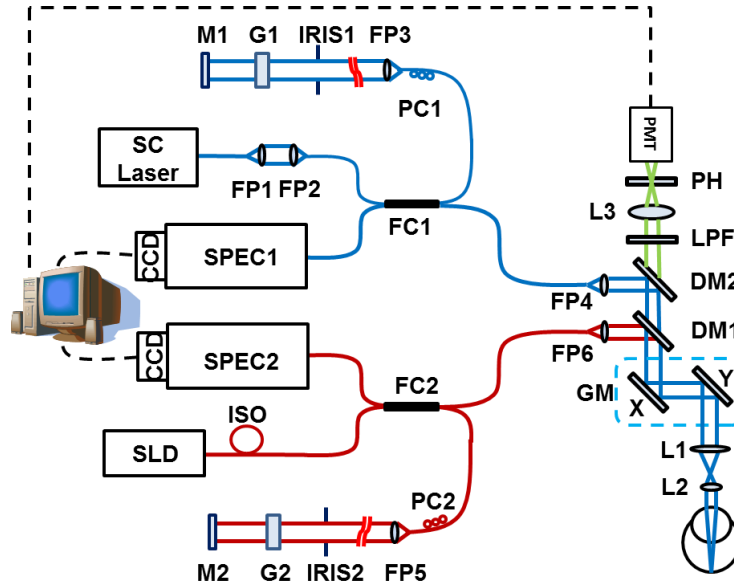 M1 G1 IRIS1 FP3
PC1
SC
Laser
FP1 FP2
FC1
PMT
PH
L3
LPF
DM2
FP4
CCD
SPEC1
CCD
SPEC2
FP6
DM1
FC2
ISO
SLD
GM
X
Y
L1
L2
PC2
M2 G2 IRIS2 FP5